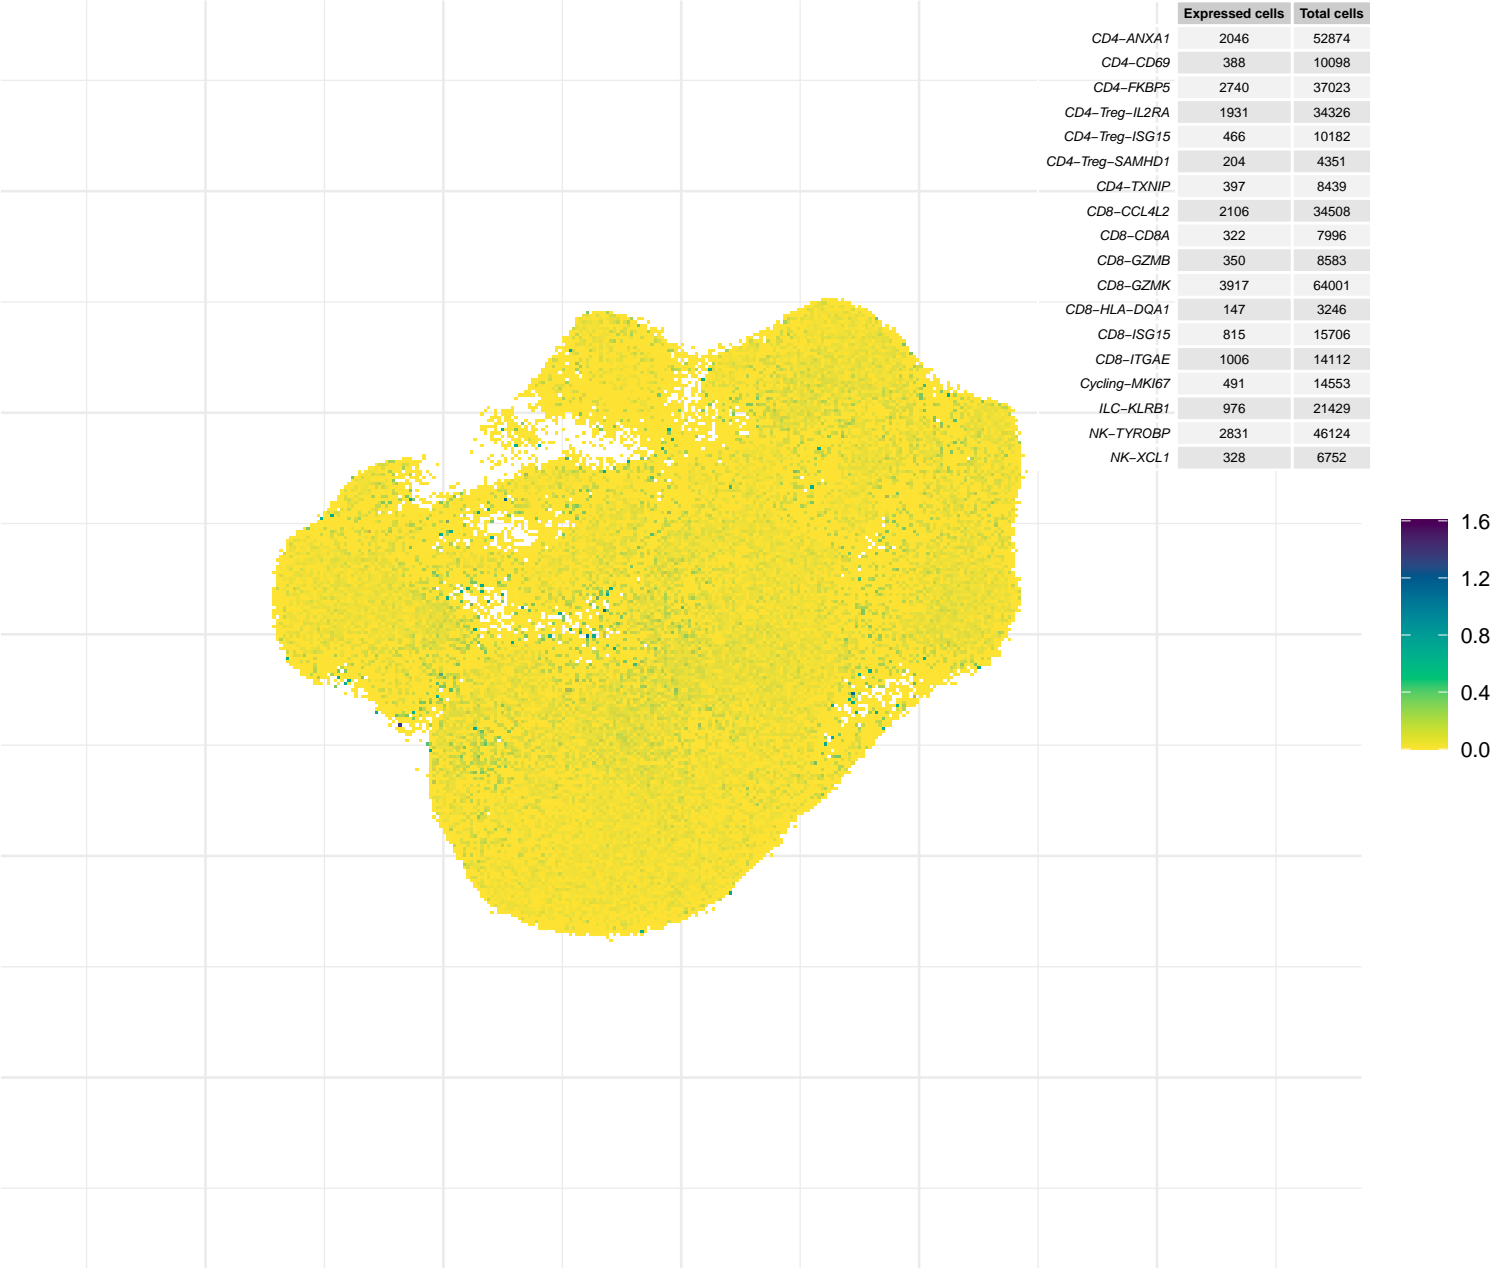 Expressed cells Total cells
CD4−ANXA1 2046 52874
CD4−CD69 388 10098
CD4−FKBP5 2740 37023
CD4−Treg−IL2RA 1931 34326
CD4−Treg−ISG15 466 10182
CD4−Treg−SAMHD1 204 4351
CD4−TXNIP 397 8439
CD8−CCL4L2 2106 34508
CD8−CD8A 322 7996
CD8−GZMB 350 8583
CD8−GZMK 3917 64001
CD8−HLA−DQA1 147 3246
CD8−ISG15 815 15706
CD8−ITGAE 1006 14112
Cycling−MKI67 491 14553
ILC−KLRB1 976 21429
NK−TYROBP 2831 46124
NK−XCL1 328 6752
1.6
1.2
0.8
0.4
0.0